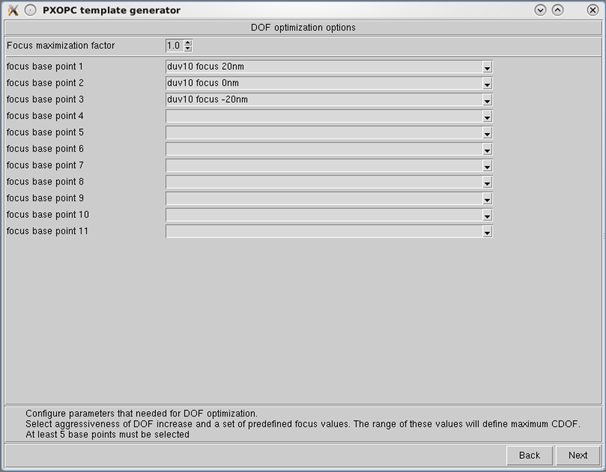 PXOPC template generator
DOF optimization options
Focus maximization factor 1.0
focus base point 1 duv10 focus 20nm
focus base point 2 duv10 focus 0nm
focus base point 3 duv10 focus -20nm
focus base point 4
focus base point 5
focus base point 6
focus base point 7
focus base point 8
focus base point 9
focus base point 10
focus base point 11
Configure parameters that needed for DOF optimization.
Select aggressiveness of DOF increase and a set of predefined focus values. The range of these values will define maximum CDOF.
At least 5 base points must be selected
Back Next